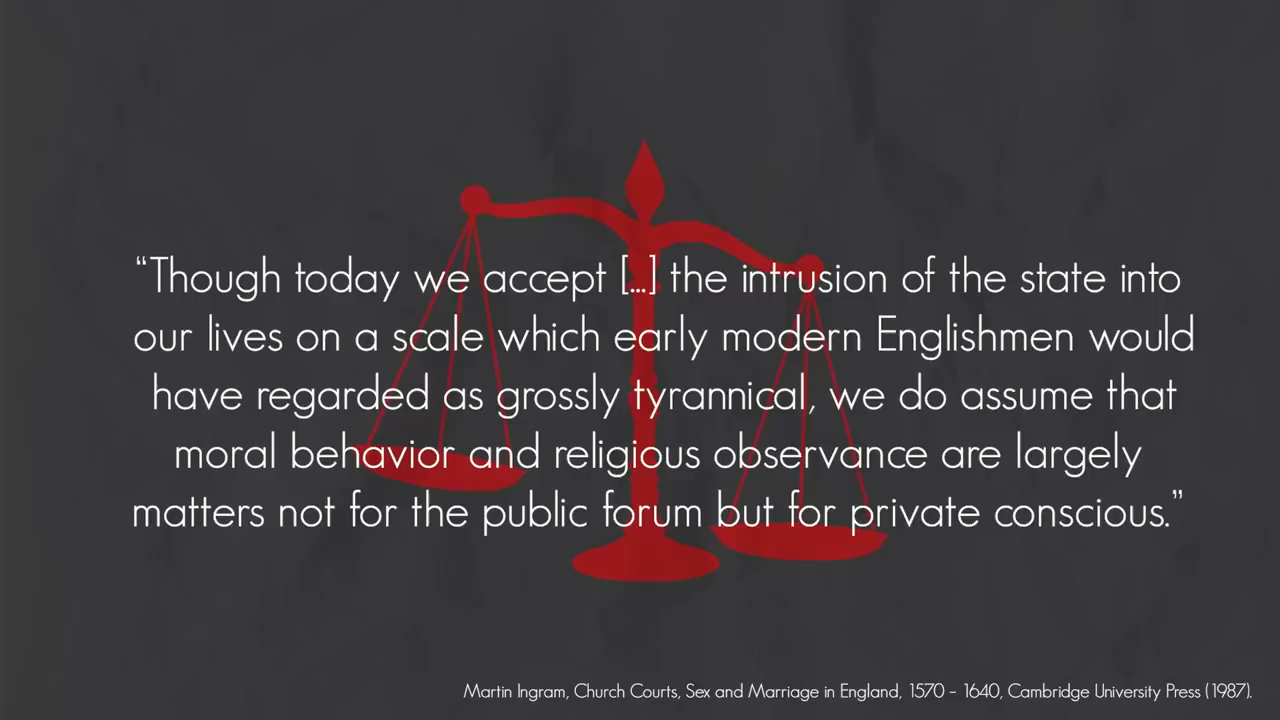 “Though today we accept [...] the intrusion of the state into
our lives on a scale which early modern Englishmen would
have regarded as grossly tyrannical, we do assume that
moral behavior and religious observance are largely
matters not for the public forum but for private conscious.”
Martin Ingram, Church Courts, Sex and Marriage in England, 1570 – 1640, Cambridge University Press (1987).